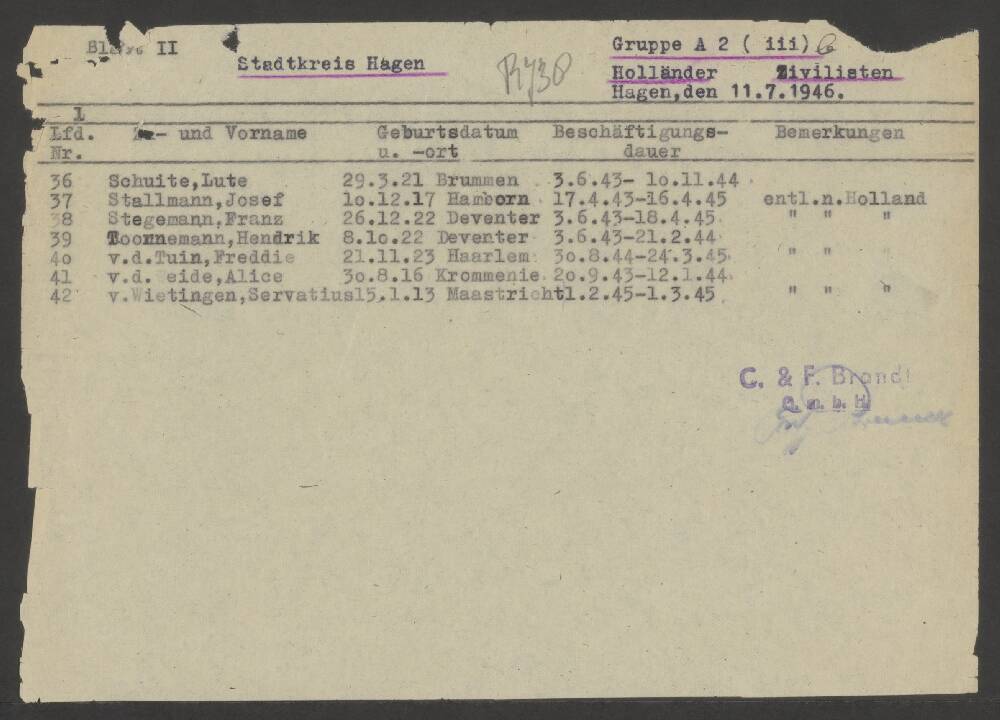 Blatt II
Stadtkreis Hagen
R730
Gruppe A 2 ( iii) 6
Holländer Zivilisten
Hagen,den 11.7.1946.
1
Lfd. - und Vorname Geburtsdatum Beschäftigungs- Bemerkungen
Nr. u. -ort dauer
36 Schuite,Lute 29.3.21 Brummen 3.6.43- 1o.11.44
37 Stallmann,Josef 1o.12.17 Hamborn 17.4.43-16.4.45 entl.n.Holland
38 Stegemann,Franz 26.12.22 Deventer 3.6.43-18.4.45 " " "
39 Toornemann,Hendrik 8.1o.22 Deventer 3.6.43-21.2.44
4o v.d.Tuin,Freddie 21.11.23 Haarlem 3o.8.44-24.3.45 " " "
41 v.d. eide,Alice 3o.8.16 Krommenie 2o.9.43-12.1.44
42 v.Wietingen,Servatius15.1.13 Maastricht1.2.45-1.3.45 " " "
C. & F. Brandt
G. m. b. H.